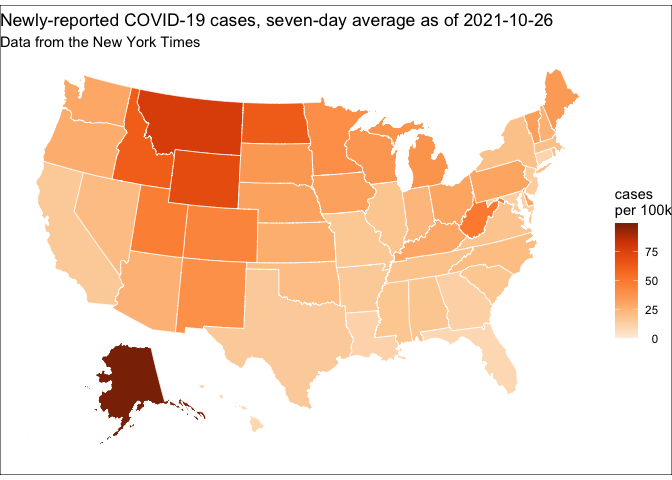 Newly-reported COVID-19 cases, seven-day average as of 2021-10-26
Data from the New York Times
cases
per 100k
75
50
25
0